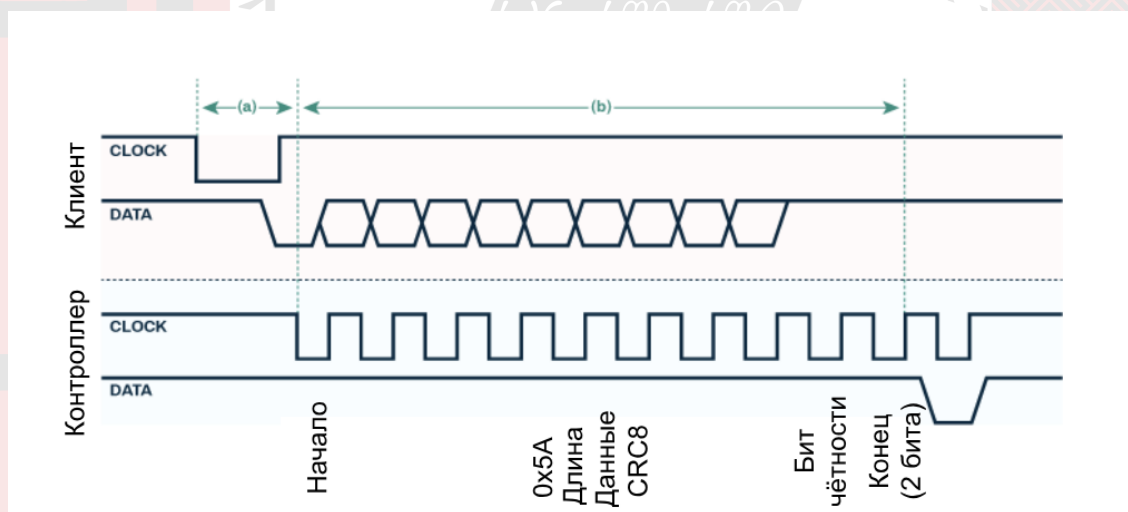 (a)
(b)
Клиент
CLOCK
DATA
Контроллер
CLOCK
DATA
Начало
0x5A
Длина
Данные
CRC8
Бит
чётности
Конец
(2 бита)